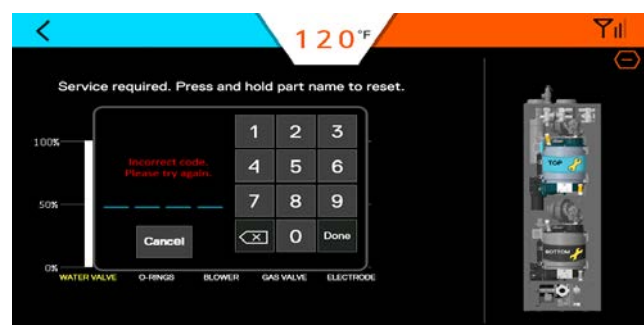 120°F
Service required. Press and hold part name to reset.
100%
50%
0%
Incorrect code.
Please try again.
1 2 3
4 5 6
7 8 9
0 Done
Cancel
WATER VALVE O-RINGS BLOWER GAS VALVE ELECTRODE
TOP
BOTTOM